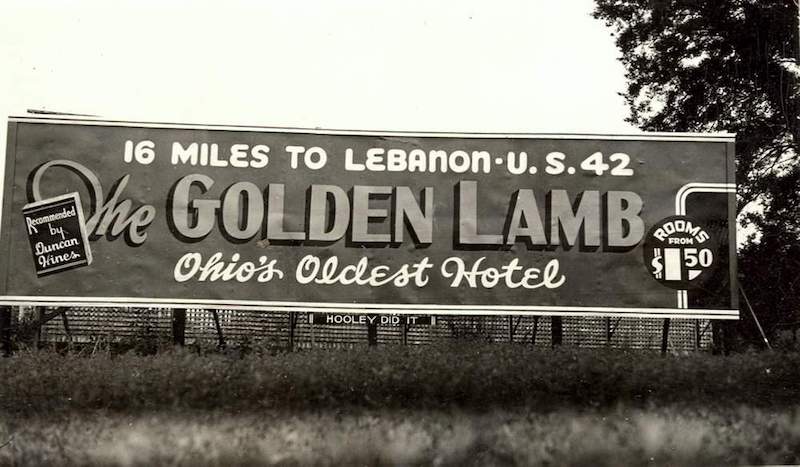 16 MILES TO LEBANON · U.S. 42
The GOLDEN LAMB
Ohio's Oldest Hotel
Recommended
by
Duncan
Hines
ROOMS
FROM
$1.50
HOOLEY DID IT